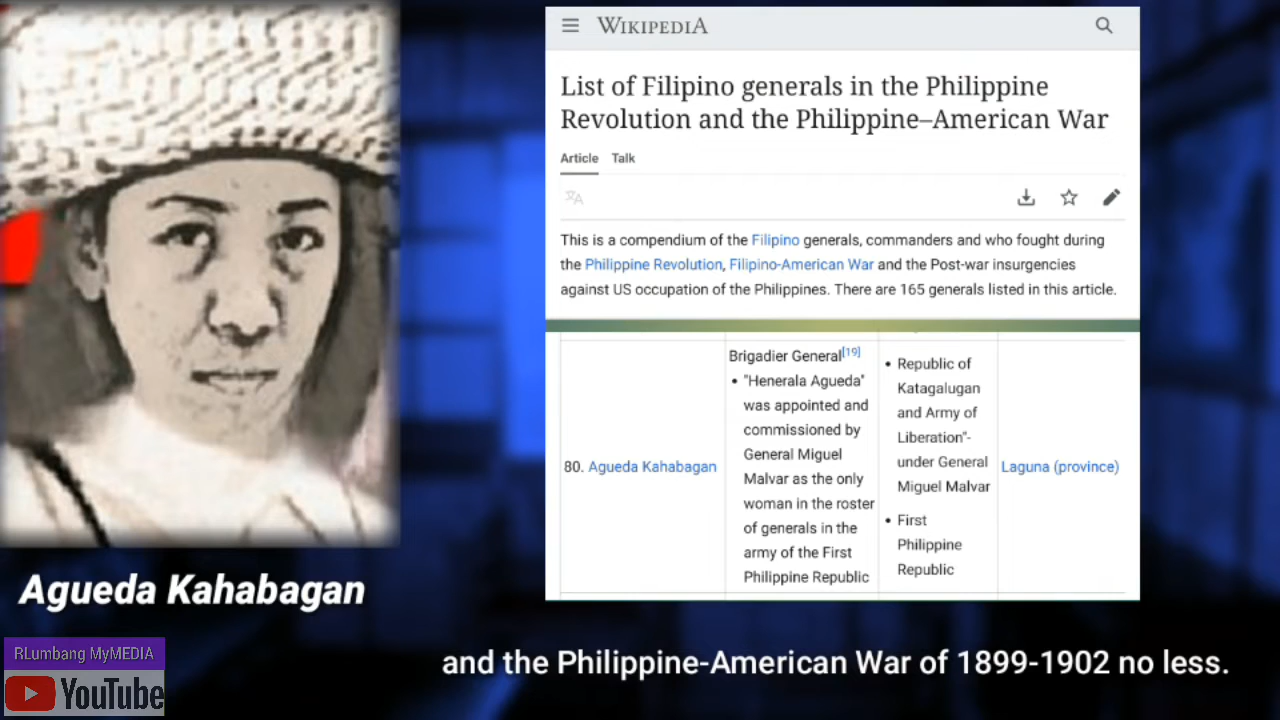 WIKIPEDIA
List of Filipino generals in the Philippine
Revolution and the Philippine–American War
Article Talk
This is a compendium of the Filipino generals, commanders and who fought during
the Philippine Revolution, Filipino-American War and the Post-war insurgencies
against US occupation of the Philippines. There are 165 generals listed in this article.
80. Agueda Kahabagan
Brigadier General[19]
• "Henerala Agueda"
was appointed and
commissioned by
General Miguel
Malvar as the only
woman in the roster
of generals in the
army of the First
Philippine Republic
• Republic of
Katagalugan
and Army of
Liberation"-
under General
Miguel Malvar
• First
Philippine
Republic
Laguna (province)
Agueda Kahabagan
RLumbang MyMEDIA
YouTube
and the Philippine-American War of 1899-1902 no less.